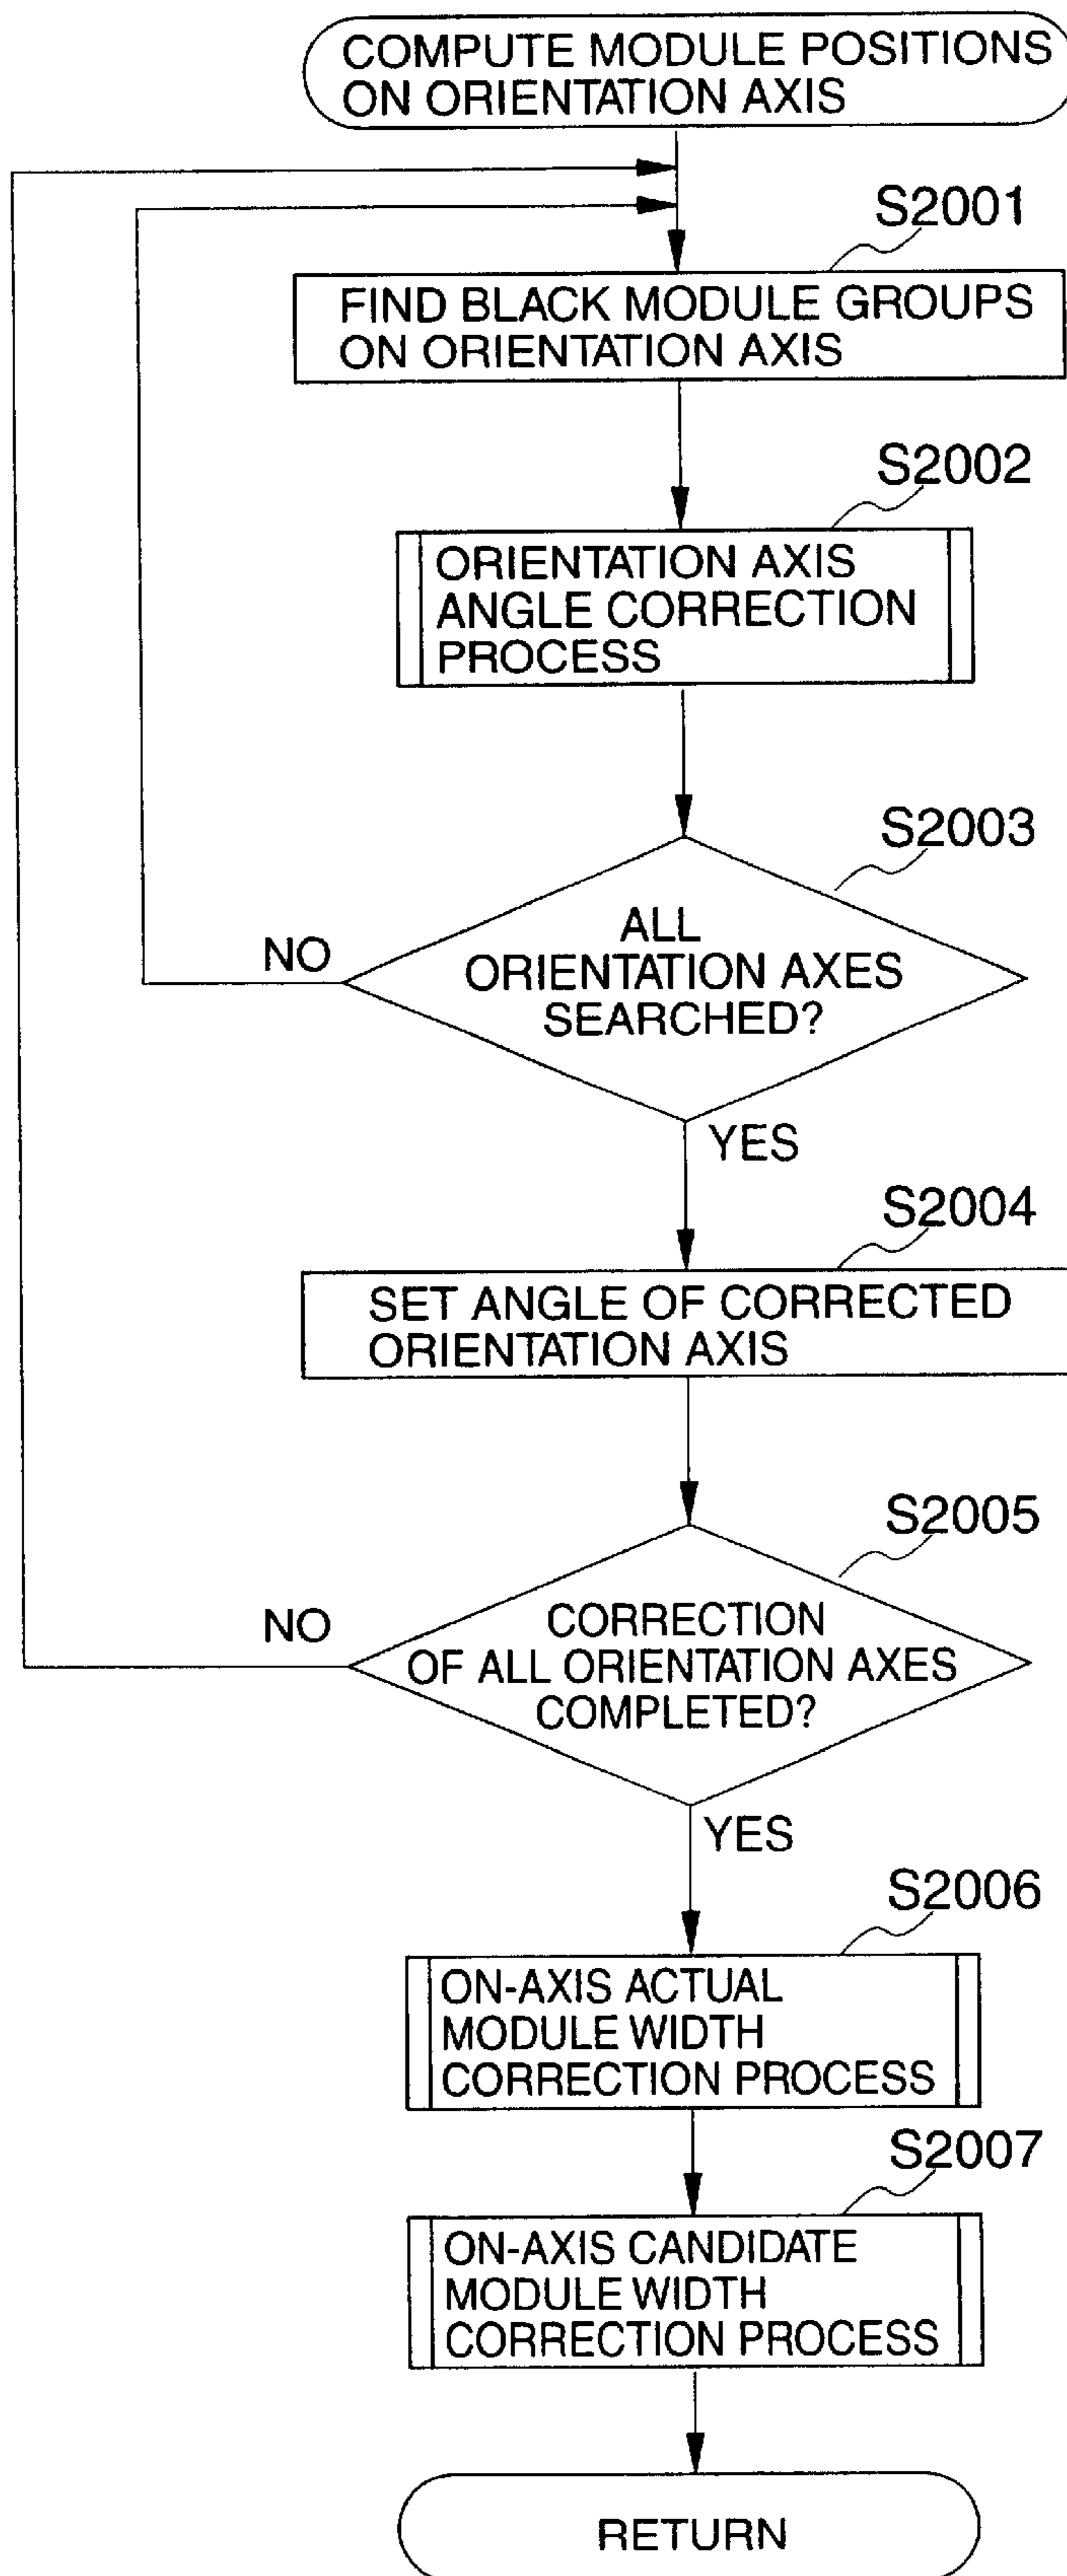 COMPUTE MODULE POSITIONS
ON ORIENTATION AXIS
S2001
FIND BLACK MODULE GROUPS
ON ORIENTATION AXIS
S2002
ORIENTATION AXIS
ANGLE CORRECTION
PROCESS
S2003
ALL
ORIENTATION AXES
SEARCHED?
NO
YES
S2004
SET ANGLE OF CORRECTED
ORIENTATION AXIS
S2005
CORRECTION
OF ALL ORIENTATION AXES
COMPLETED?
NO
YES
S2006
ON-AXIS ACTUAL
MODULE WIDTH
CORRECTION PROCESS
S2007
ON-AXIS CANDIDATE
MODULE WIDTH
CORRECTION PROCESS
RETURN